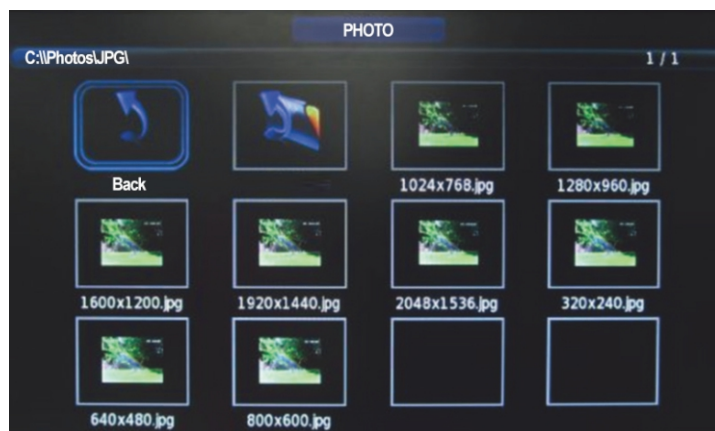 PHOTO
C:\\Photos\JPG\ 1 / 1
Back 1024x768.jpg 1280x960.jpg
1600x1200.jpg 1920x1440.jpg 2048x1536.jpg 320x240.jpg
640x480.jpg 800x600.jpg